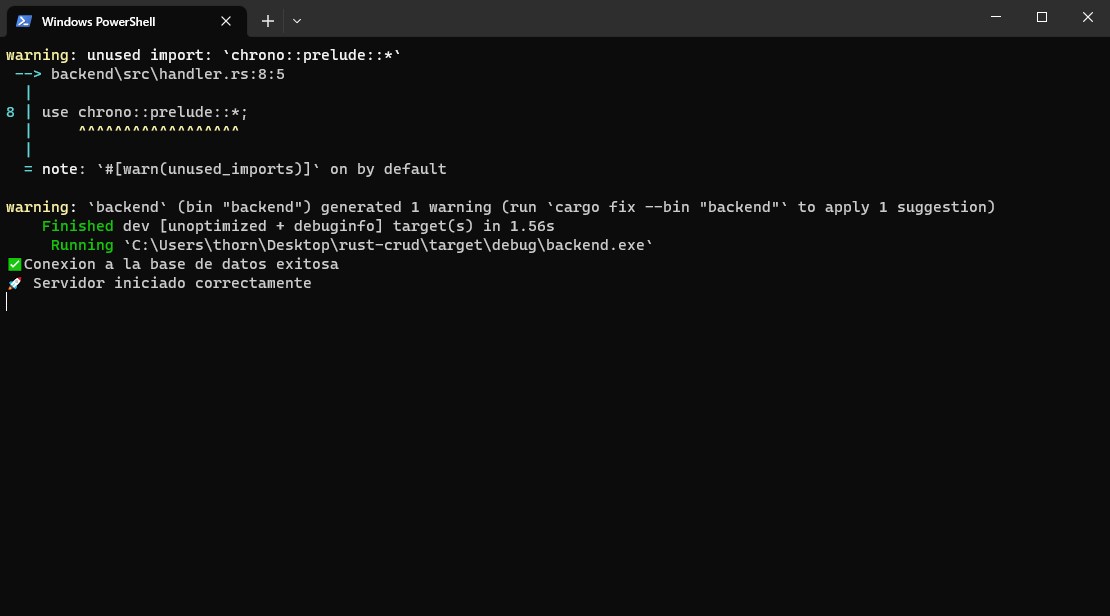 Windows PowerShell
warning: unused import: `chrono::prelude::*`
 --> backend\src\handler.rs:8:5
  |
8 | use chrono::prelude::*;
  |     ^^^^^^^^^^^^^^^^^^
  |
  = note: `#[warn(unused_imports)]` on by default
warning: `backend` (bin "backend") generated 1 warning (run `cargo fix --bin "backend"` to apply 1 suggestion)
    Finished dev [unoptimized + debuginfo] target(s) in 1.56s
     Running `C:\Users\thorn\Desktop\rust-crud\target\debug\backend.exe`
✅Conexion a la base de datos exitosa
🚀 Servidor iniciado correctamente